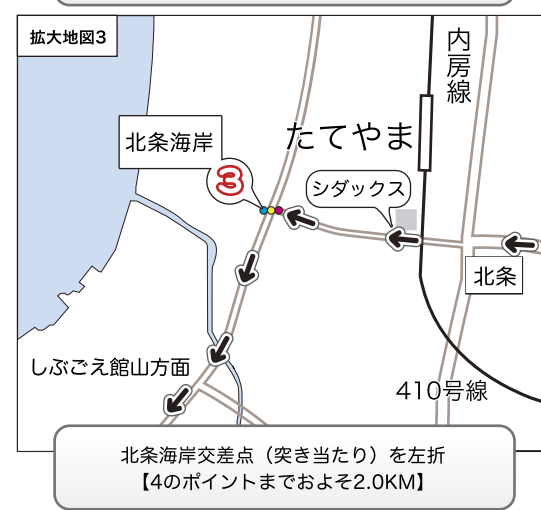 拡大地図3
内房線
たてやま
北条海岸
3
シダックス
北条
しぶごえ館山方面
410号線
北条海岸交差点（突き当たり）を左折
【4のポイントまでおよそ2.0KM】